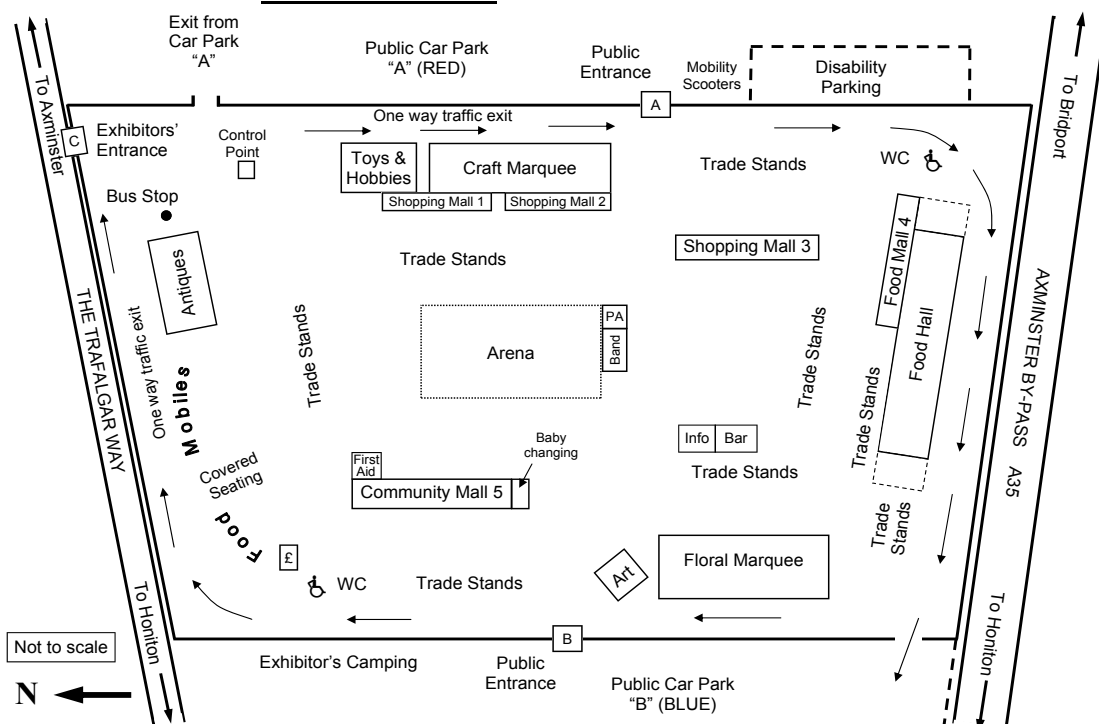 Exit from
Car Park
“A”
Public Car Park
“A” (RED)
Public
Entrance
Mobility
Scooters
Disability
Parking
To Axminster
To Bridport
C
Exhibitors’
Entrance
Control
Point
One way traffic exit
A
Toys &
Hobbies
Craft Marquee
Trade Stands
WC
Bus Stop
Shopping Mall 1
Shopping Mall 2
Antiques
Trade Stands
Shopping Mall 3
Food Mall 4
Food Hall
THE TRAFALGAR WAY
One way traffic exit
Trade Stands
Arena
PA
Band
Trade Stands
Trade Stands
AXMINSTER BY-PASS A35
Food Mobiles
Covered
Seating
First
Aid
Community Mall 5
Baby
changing
Info
Bar
Trade Stands
Trade
Stands
£
WC
Trade Stands
Art
Floral Marquee
To Honiton
To Honiton
Not to scale
N
Exhibitor’s Camping
B
Public
Entrance
Public Car Park
“B” (BLUE)